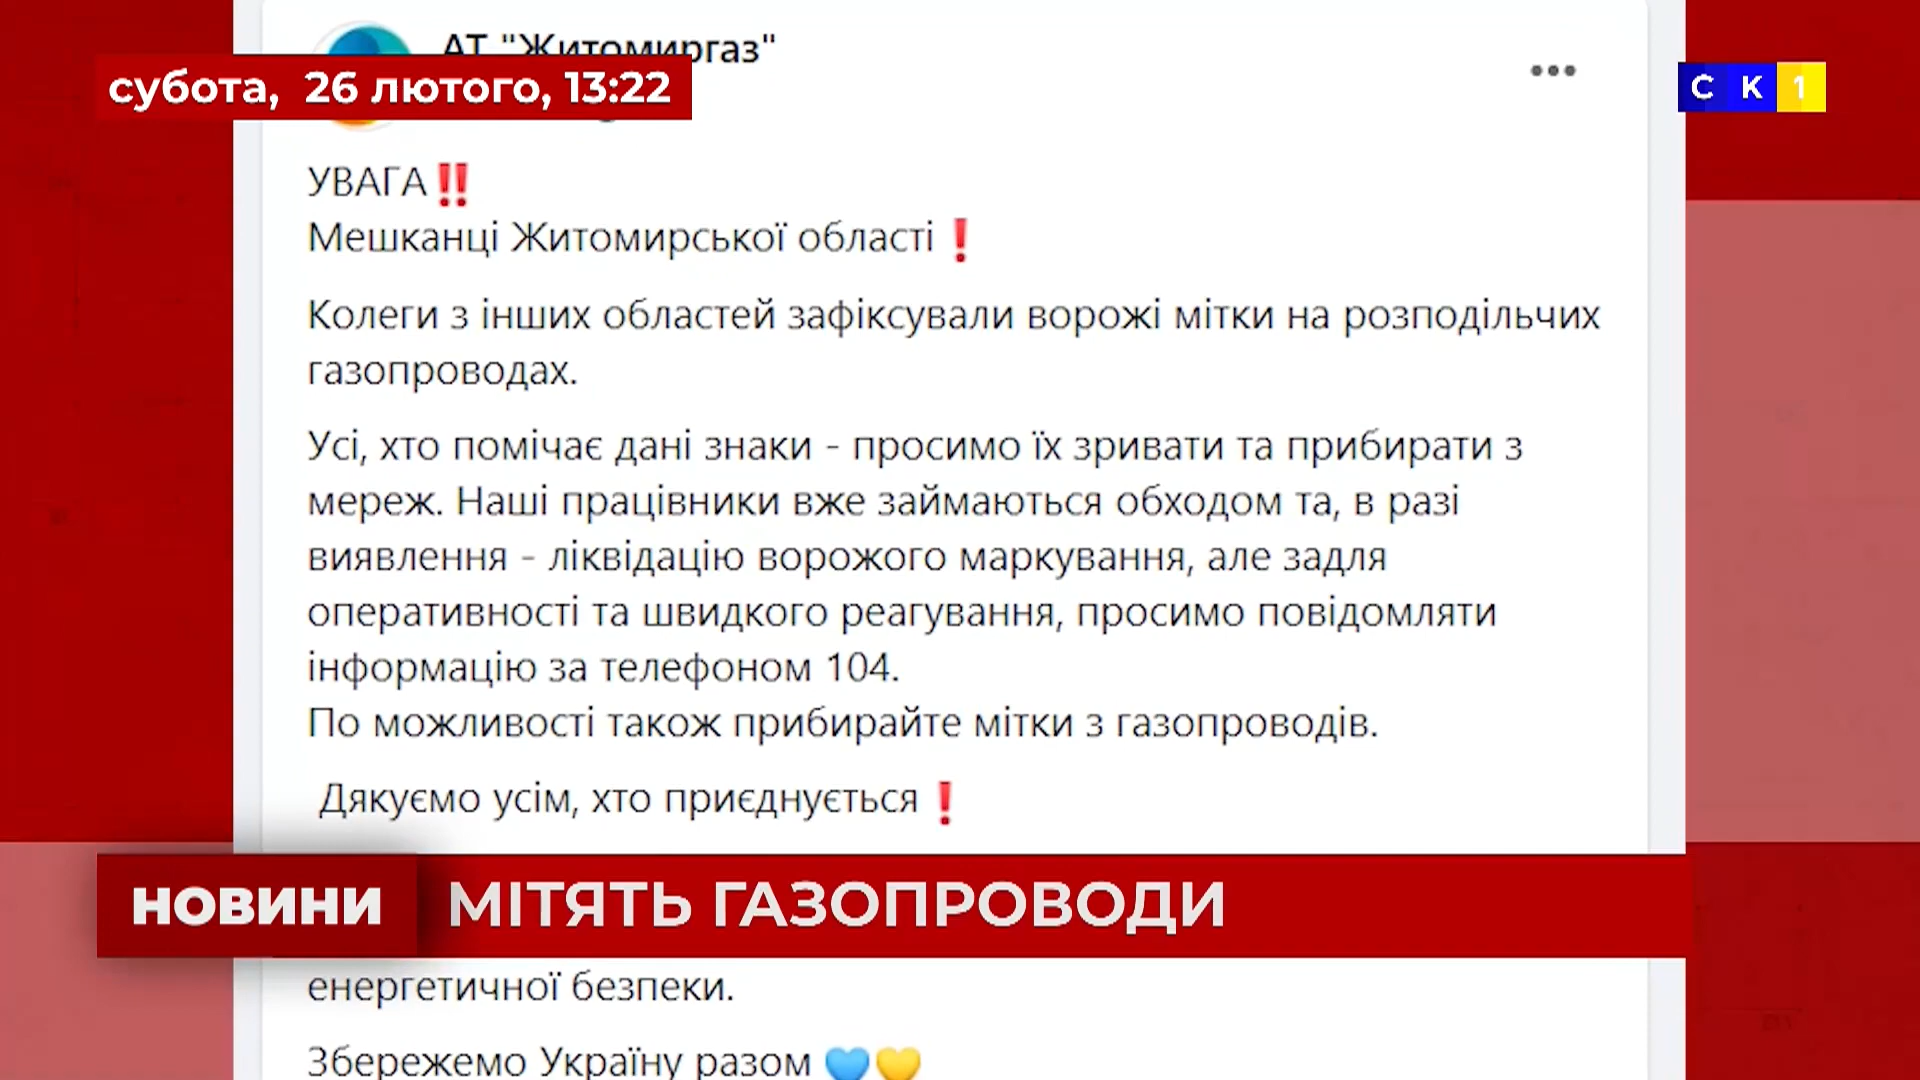 АТ "Житомиргаз"
субота, 26 лютого, 13:22
СК1
УВАГА‼
Мешканці Житомирської області❗
Колеги з інших областей зафіксували ворожі мітки на розподільчих
газопроводах.
Усі, хто помічає дані знаки - просимо їх зривати та прибирати з
мереж. Наші працівники вже займаються обходом та, в разі
виявлення - ліквідацію ворожого маркування, але задля
оперативності та швидкого реагування, просимо повідомляти
інформацію за телефоном 104.
По можливості також прибирайте мітки з газопроводів.
Дякуємо усім, хто приєднується❗
НОВИНИ МІТЯТЬ ГАЗОПРОВОДИ
енергетичної безпеки.
Збережемо Україну разом 💙💛